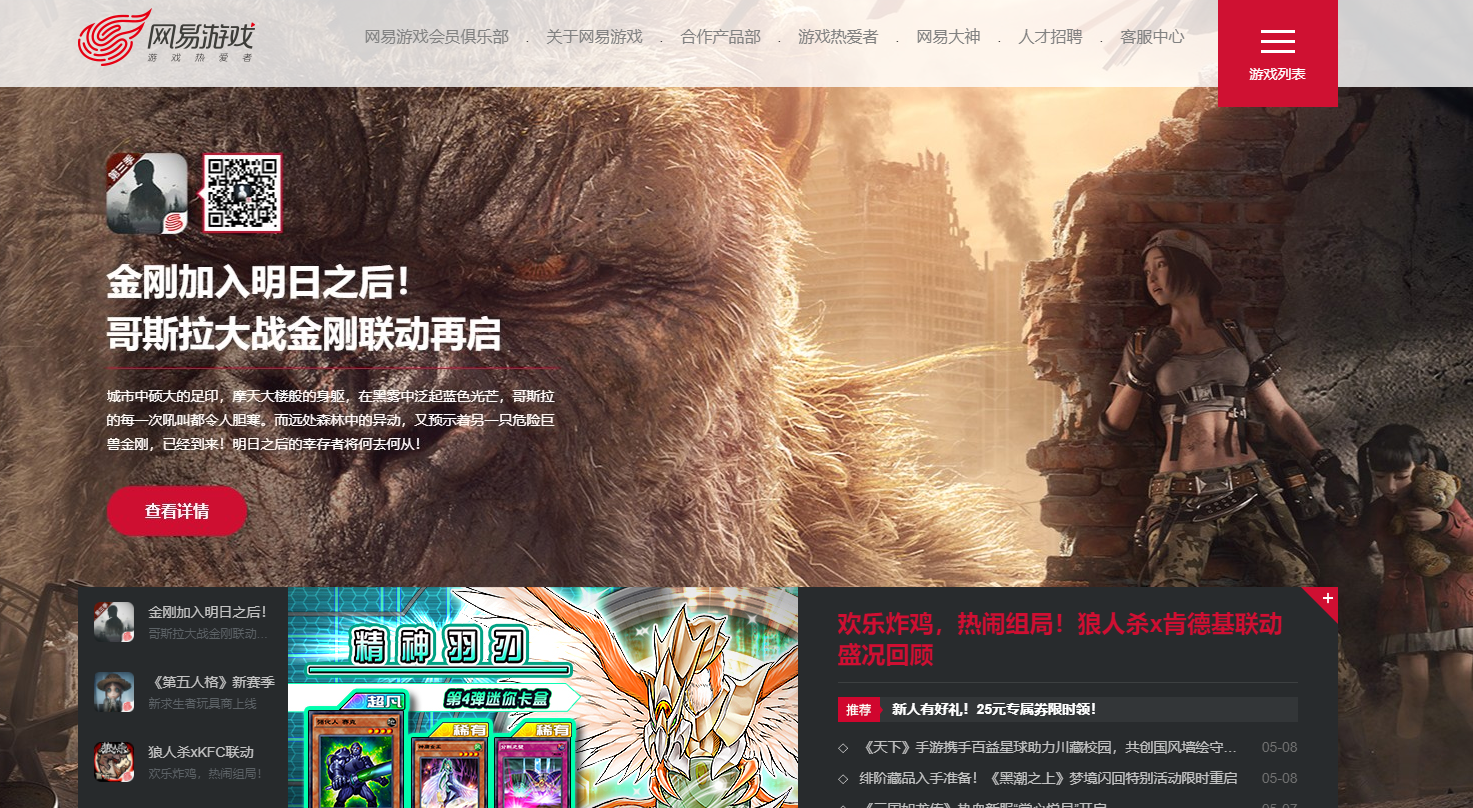 网易游戏
游戏热爱者
网易游戏会员俱乐部
关于网易游戏
合作产品部
游戏热爱者
网易大神
人才招聘
客服中心
游戏列表
第三季
金刚加入明日之后！
哥斯拉大战金刚联动再启
城市中硕大的足印，摩天大楼般的身躯，在黑雾中泛起蓝色光芒，哥斯拉
的每一次吼叫都令人胆寒。而远处森林中的异动，又预示着另一只危险巨
兽金刚，已经到来！明日之后的幸存者将何去何从！
查看详情
金刚加入明日之后！
哥斯拉大战金刚联动...
《第五人格》新赛季
新求生者玩具商上线
狼人杀xKFC联动
欢乐炸鸡，热闹组局！
精神羽刃
第4弹迷你卡盒
超凡
稀有
稀有
欢乐炸鸡，热闹组局！狼人杀x肯德基联动
盛况回顾
推荐
新人有好礼！25元专属券限时领！
《天下》手游携手百益星球助力川藏校园，共创国风墙绘守...
05-08
绯阶藏品入手准备！《黑潮之上》梦境闪回特别活动限时重启
05-08